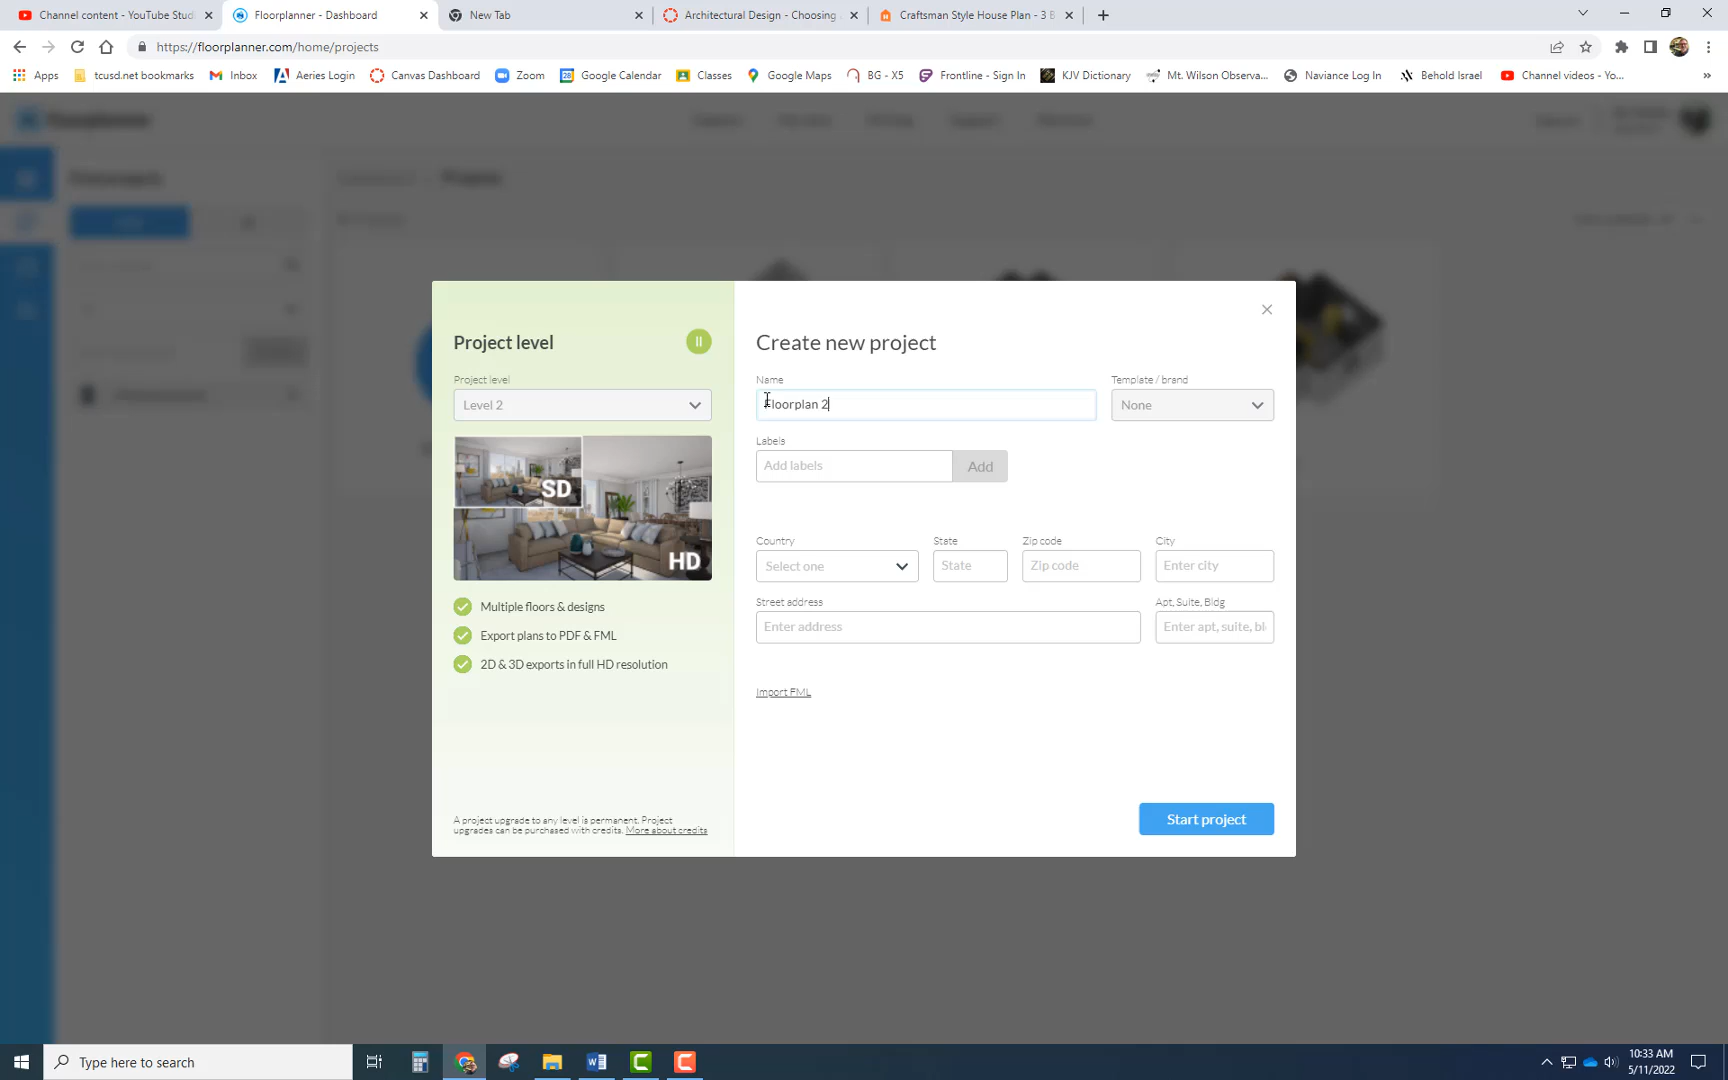 Channel content - YouTube Stud
Floorplanner - Dashboard
New Tab
Architectural Design - Choosing
Craftsman Style House Plan - 3 B
https://floorplanner.com/home/projects
Apps
tcusd.net bookmarks
Inbox
Aeries Login
Canvas Dashboard
Zoom
Google Calendar
Classes
Google Maps
BG - X5
Frontline - Sign In
KJV Dictionary
Mt. Wilson Observa...
Naviance Log In
Behold Israel
Channel videos - Yo...
»
Projects
Project level
Project level
Level 2
SD
HD
Multiple floors & designs
Export plans to PDF & FML
2D & 3D exports in full HD resolution
A project upgrade to any level is permanent. Project
upgrades can be purchased with credits. More about credits
Create new project
Name
Template / brand
Floorplan 2
None
Labels
Add labels
Add
Country
State
Zip code
City
Select one
State
Zip code
Enter city
Street address
Apt, Suite, Bldg
Enter address
Enter apt, suite, bl
Import FML
Start project
Type here to search
10:33 AM
5/11/2022